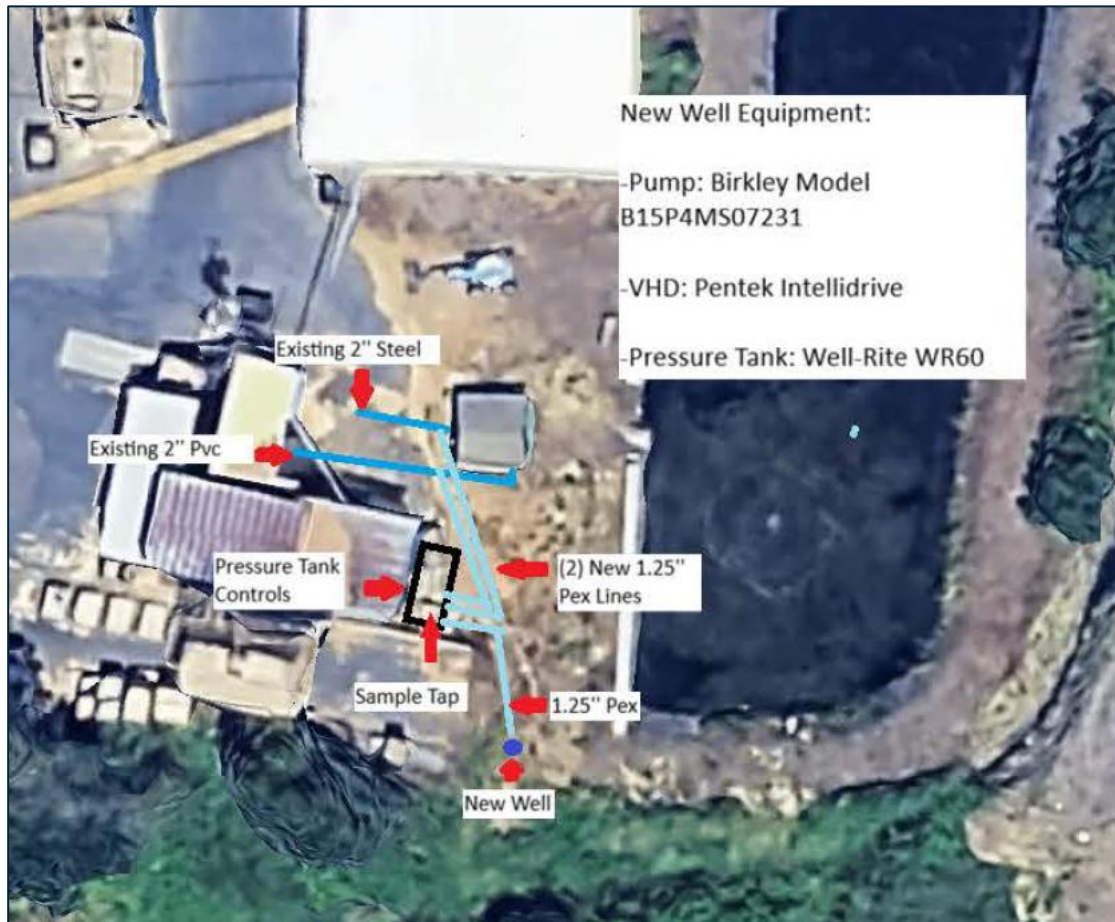 New Well Equipment:
-Pump: Birkley Model
B15P4MS07231
-VHD: Pentek Intellidrive
-Pressure Tank: Well-Rite WR60
Existing 2" Steel
Existing 2" Pvc
Pressure Tank
Controls
(2) New 1.25"
Pex Lines
Sample Tap
1.25" Pex
New Well